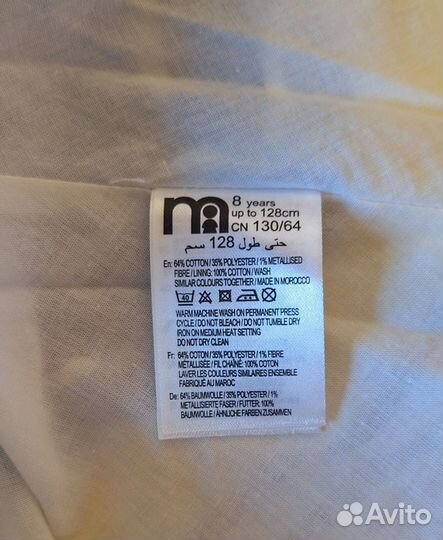 8 years
up to 128cm
CN 130/64
حتى طول 128 سم
En: 64% COTTON / 35% POLYESTER / 1% METALLISED
FIBRE / LINING: 100% COTTON / WASH
SIMILAR COLOURS TOGETHER / MADE IN MOROCCO
40
WARM MACHINE WASH ON PERMANENT PRESS
CYCLE / DO NOT BLEACH / DO NOT TUMBLE DRY
IRON ON MEDIUM HEAT SETTING
DO NOT DRY CLEAN
Fr: 64% COTON / 35% POLYESTER / 1% FIBRE
MÉTALLISÉE / FIL CHAÎNE: 100% COTON
LAVER LES COULEURS SIMILAIRES ENSEMBLE
FABRIQUÉ AU MAROC
De: 64% BAUMWOLLE / 35% POLYESTER / 1%
METALLISIERTE FASER / FUTTER: 100%
BAUMWOLLE / ÄHNLICHE FARBEN ZUSAMMEN
Avito